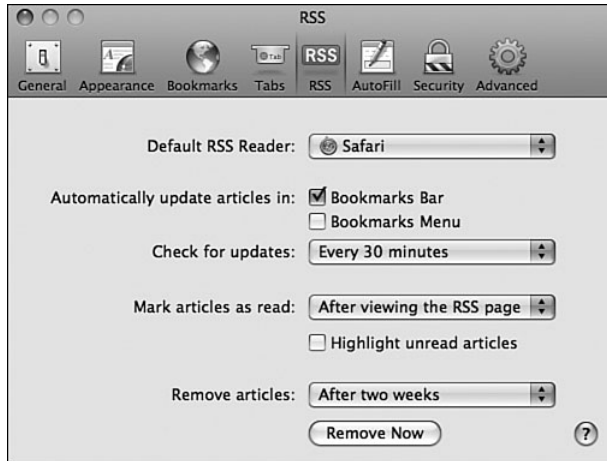 RSS
RSS
@Tab
General Appearance Bookmarks Tabs RSS AutoFill Security Advanced
Default RSS Reader: Safari
Automatically update articles in: Bookmarks Bar
Bookmarks Menu
Check for updates: Every 30 minutes
Mark articles as read: After viewing the RSS page
Highlight unread articles
Remove articles: After two weeks
Remove Now
?